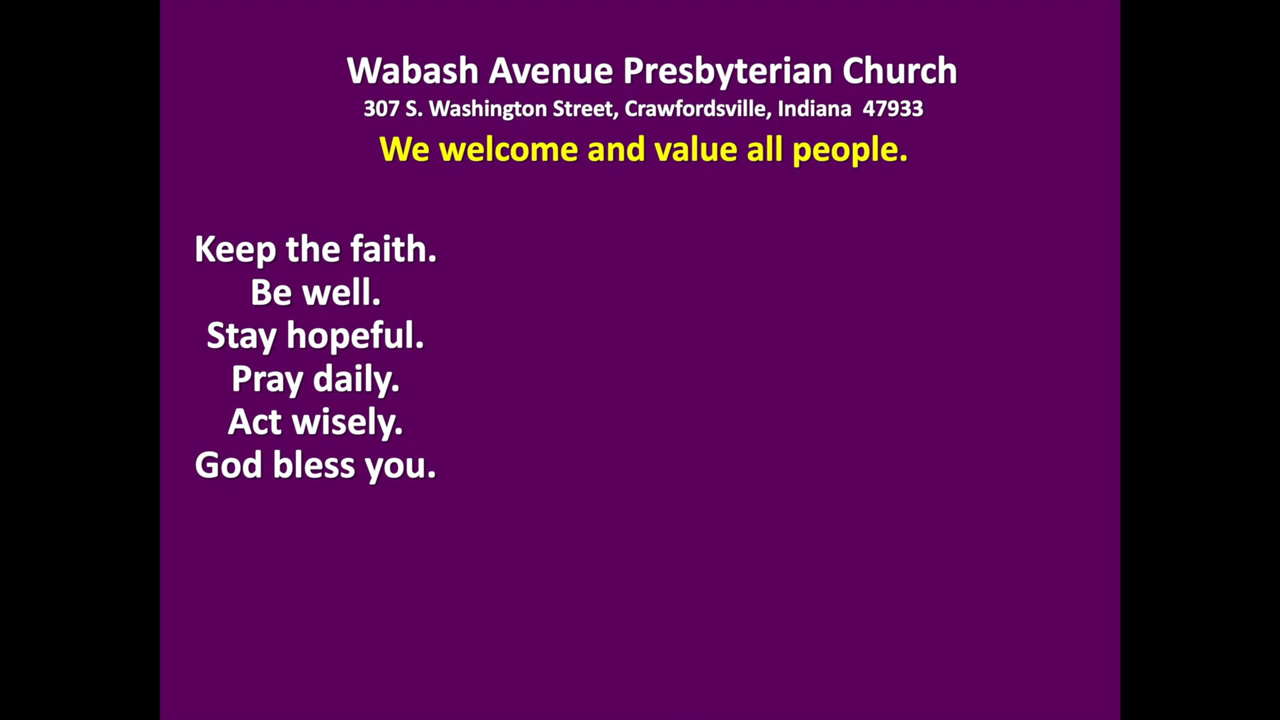 Wabash Avenue Presbyterian Church
307 S. Washington Street, Crawfordsville, Indiana  47933
We welcome and value all people.
Keep the faith.
Be well.
Stay hopeful.
Pray daily.
Act wisely.
God bless you.